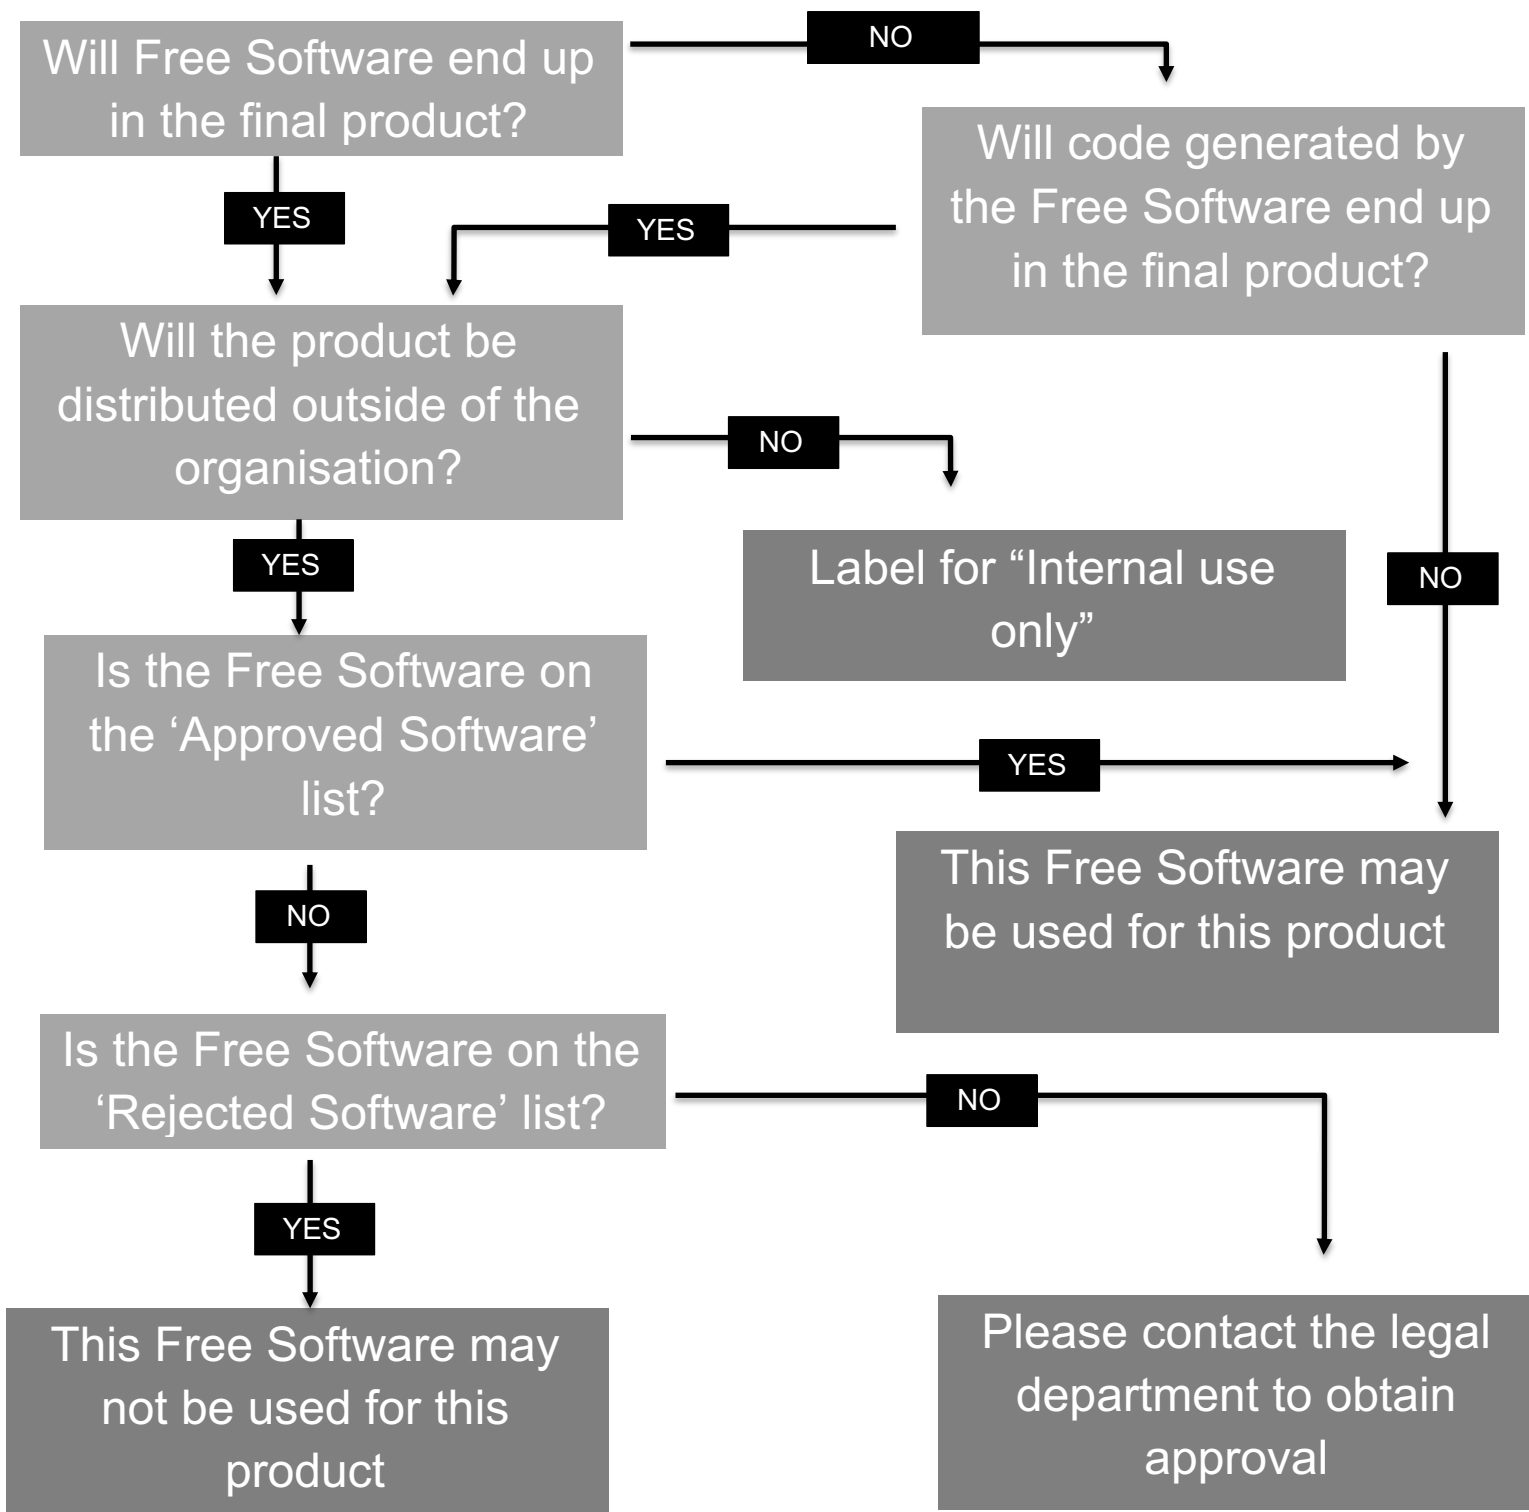 Will Free Software end up
in the final product?
NO
Will code generated by
the Free Software end up
in the final product?
YES
YES
Will the product be
distributed outside of the
organisation?
NO
Label for “Internal use
only”
YES
NO
Is the Free Software on
the ‘Approved Software’
list?
YES
This Free Software may
be used for this product
NO
Is the Free Software on the
‘Rejected Software’ list?
NO
YES
This Free Software may
not be used for this
product
Please contact the legal
department to obtain
approval